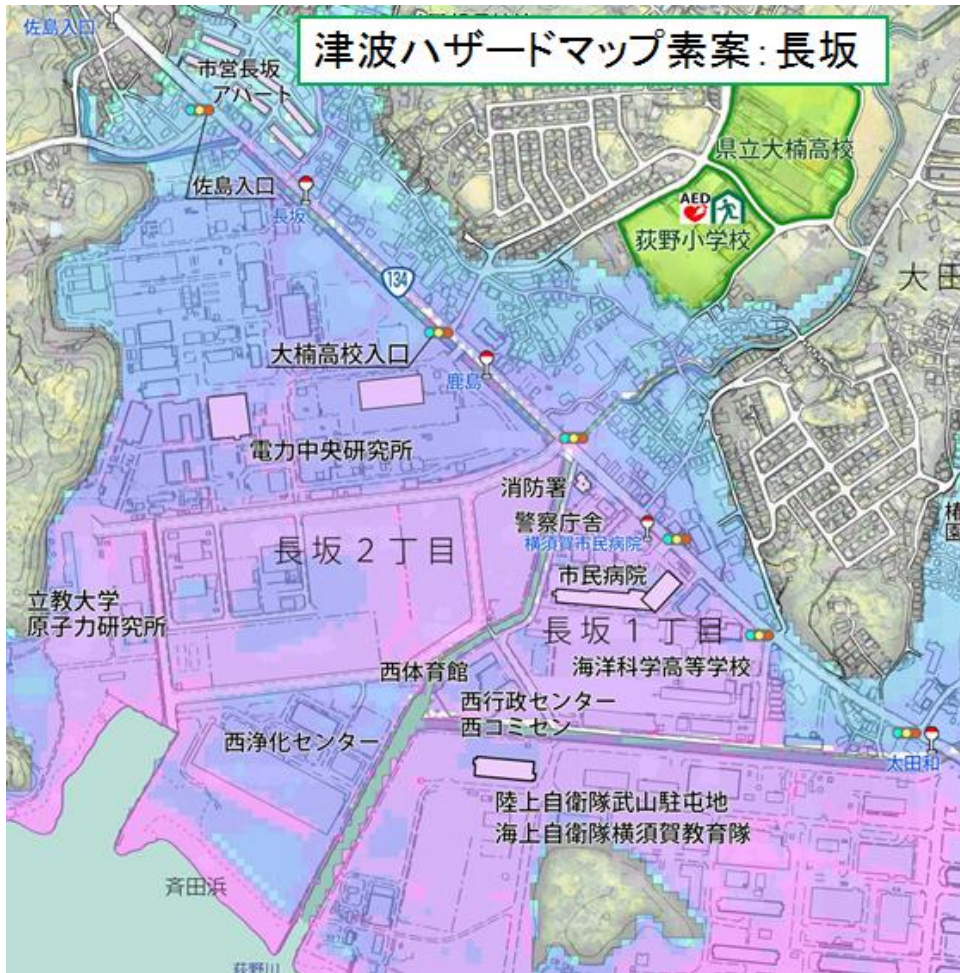 佐島入口
津波ハザードマップ素案：長坂
市営長坂
アパート
県立大楠高校
佐島入口
長坂
AED
荻野小学校
134
大田
大楠高校入口
鹿島
電力中央研究所
消防署
警察庁舎
横須賀市民病院
椿
園
長坂２丁目
市民病院
立教大学
原子力研究所
長坂１丁目
海洋科学高等学校
西体育館
西行政センター
西コミセン
西浄化センター
太田和
陸上自衛隊武山駐屯地
海上自衛隊横須賀教育隊
斉田浜
荻野川